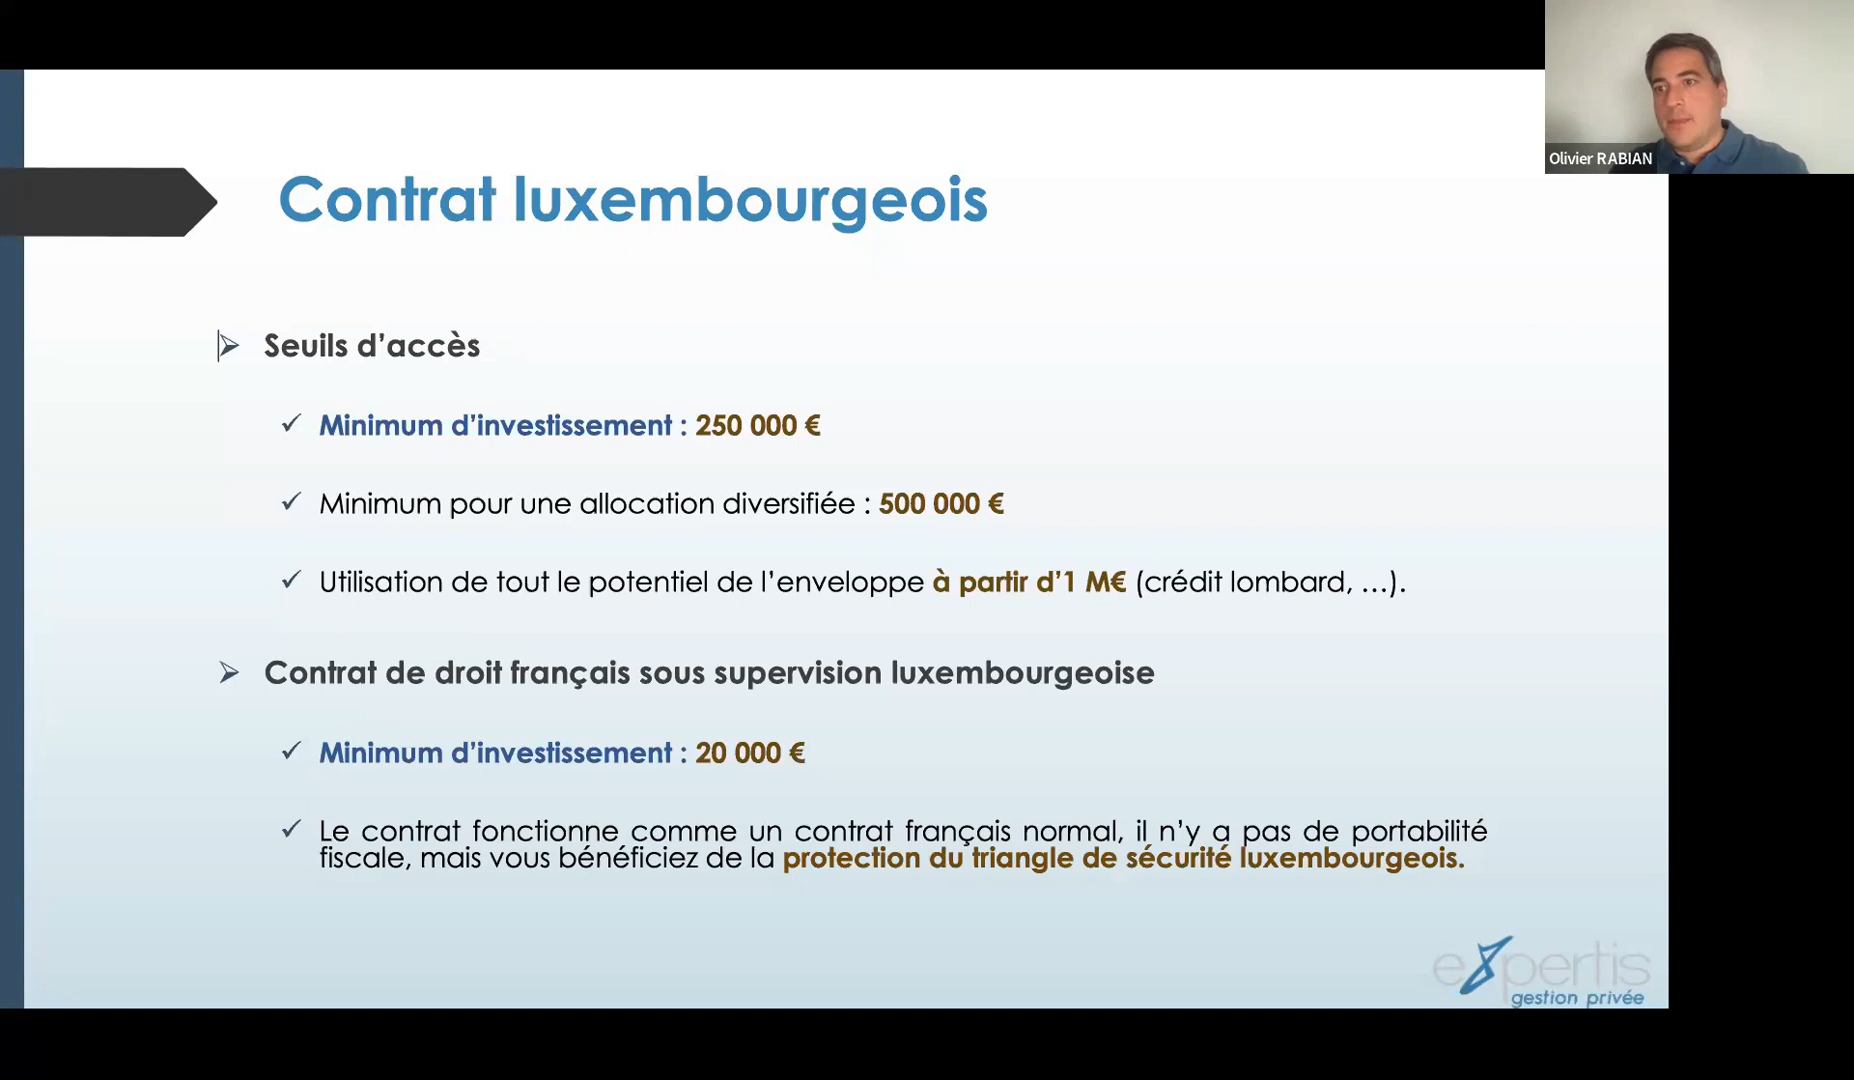 Olivier RABIAN
Contrat luxembourgeois
Seuils d’accès
Minimum d’investissement : 250 000 €
Minimum pour une allocation diversifiée : 500 000 €
Utilisation de tout le potentiel de l’enveloppe à partir d’1 M€ (crédit lombard, …).
Contrat de droit français sous supervision luxembourgeoise
Minimum d’investissement : 20 000 €
Le contrat fonctionne comme un contrat français normal, il n’y a pas de portabilité
fiscale, mais vous bénéficiez de la protection du triangle de sécurité luxembourgeois.
expertis
gestion privée